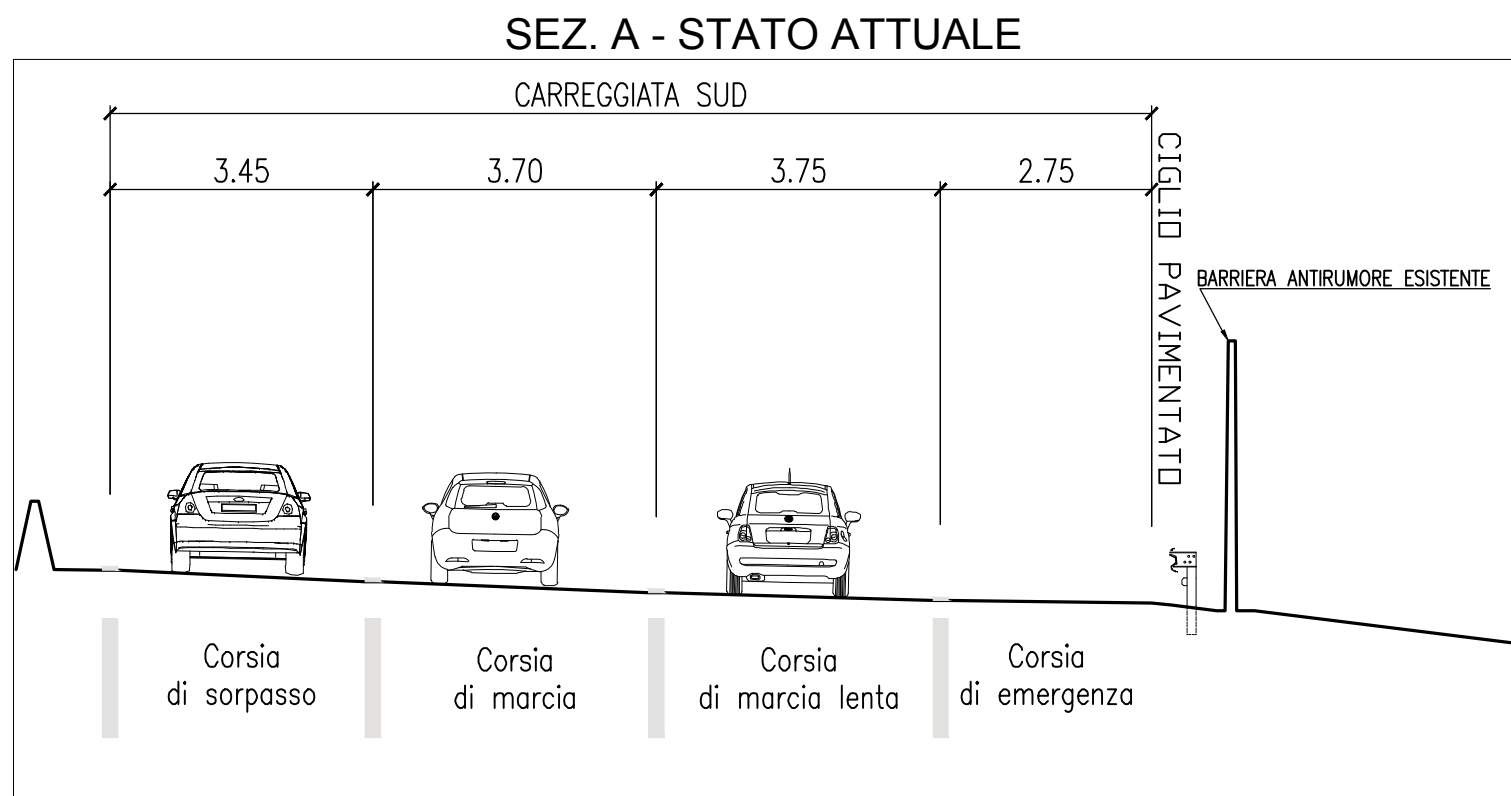 SEZ. A - STATO ATTUALE
CARREGGIATA SUD
3.45
3.70
3.75
2.75
CIGLIO PAVIMENTATO
BARRIERA ANTIRUMORE ESISTENTE
Corsia
di sorpasso
Corsia
di marcia
Corsia
di marcia lenta
Corsia
di emergenza